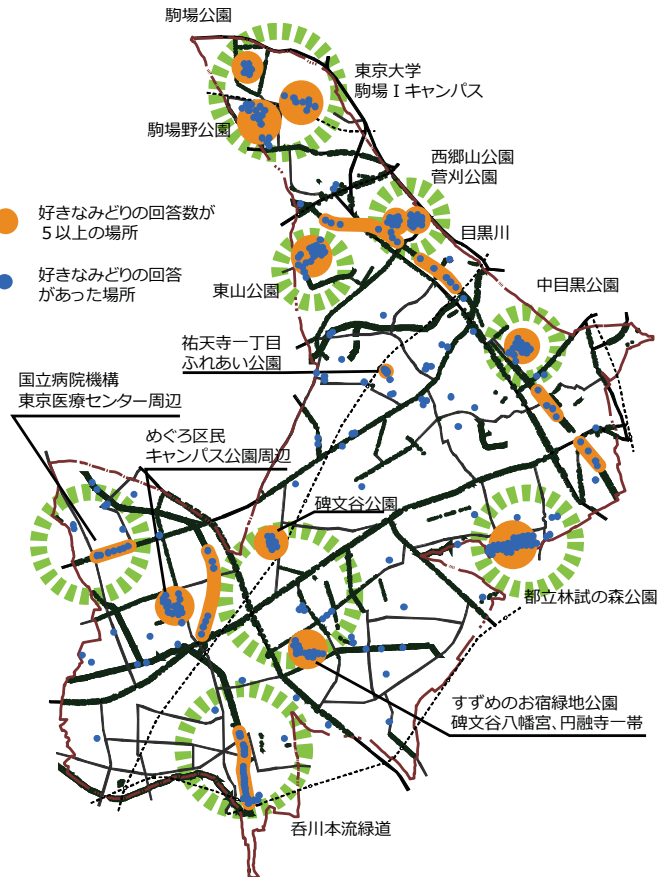 駒場公園
東京大学
駒場Ⅰキャンパス
駒場野公園
西郷山公園
菅刈公園
好きなみどりの回答数が
5以上の場所
目黒川
好きなみどりの回答
があった場所
東山公園
中目黒公園
祐天寺一丁目
ふれあい公園
国立病院機構
東京医療センター周辺
めぐろ区民
キャンパス公園周辺
碑文谷公園
都立林試の森公園
すずめのお宿緑地公園
碑文谷八幡宮、円融寺一帯
呑川本流緑道